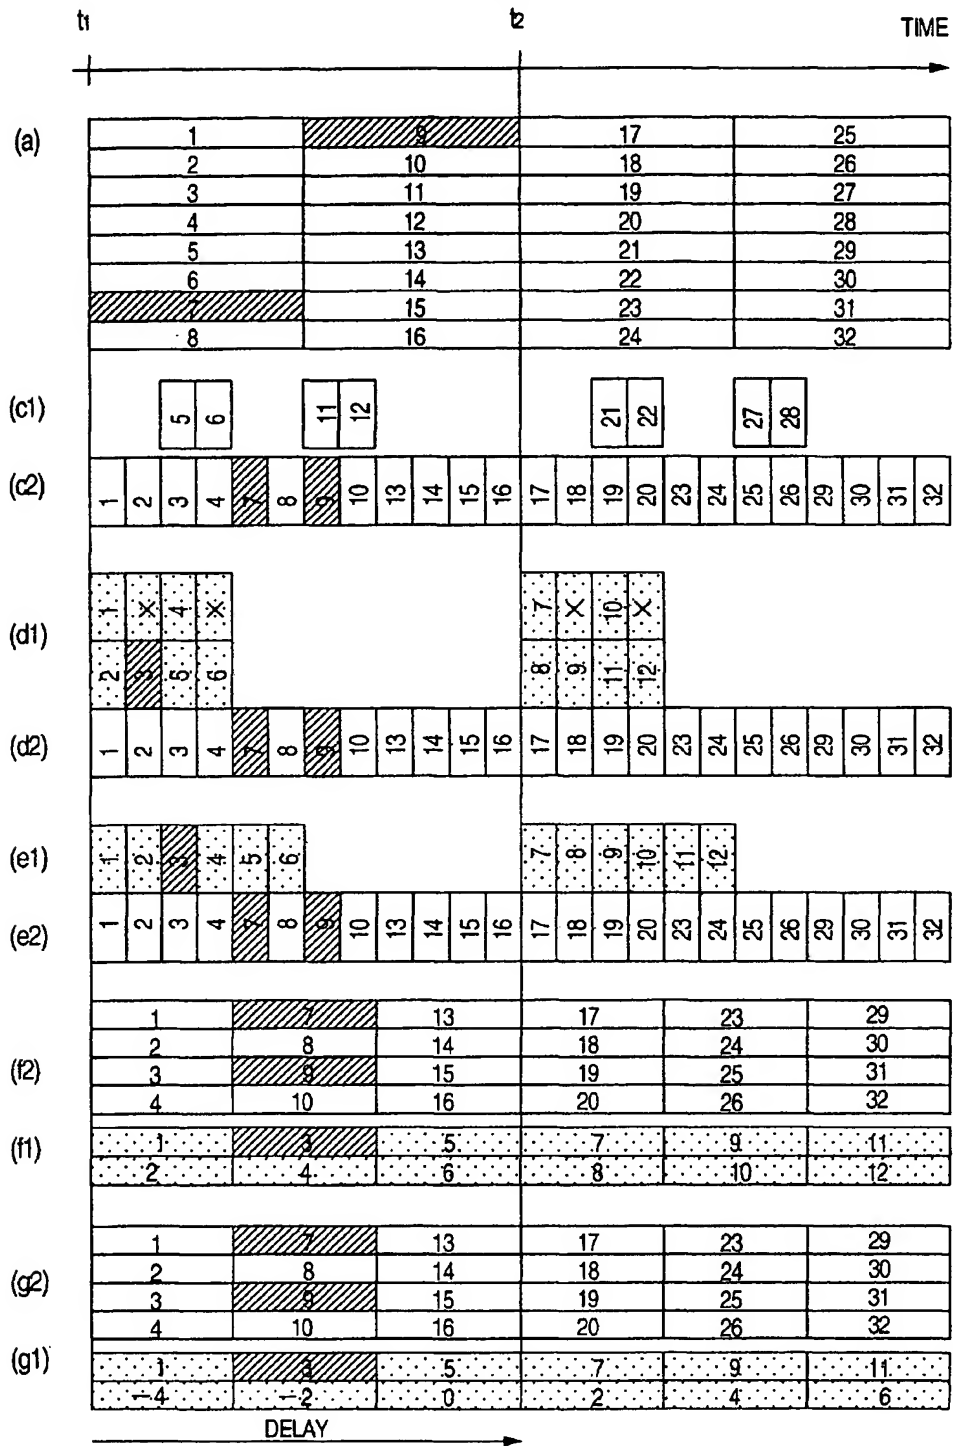 t1 t2 TIME
(a)
1 9 17 25
2 10 18 26
3 11 19 27
4 12 20 28
5 13 21 29
6 14 22 30
7 15 23 31
8 16 24 32
(c1) 5 6 11 12 21 22 27 28
(c2) 1 2 3 4 7 8 9 10 13 14 15 16 17 18 19 20 23 24 25 26 29 30 31 32
(d1)
1 X 4 X 7 X 10 X
2 3 5 6 8 9 11 12
(d2) 1 2 3 4 7 8 9 10 13 14 15 16 17 18 19 20 23 24 25 26 29 30 31 32
(e1) 1 2 3 4 5 6 7 8 9 10 11 12
(e2) 1 2 3 4 7 8 9 10 13 14 15 16 17 18 19 20 23 24 25 26 29 30 31 32
(f2)
1 7 13 17 23 29
2 8 14 18 24 30
3 9 15 19 25 31
4 10 16 20 26 32
(f1)
1 3 5 7 9 11
2 4 6 8 10 12
(g2)
1 7 13 17 23 29
2 8 14 18 24 30
3 9 15 19 25 31
4 10 16 20 26 32
(g1)
1 3 5 7 9 11
-4 -2 0 2 4 6
DELAY